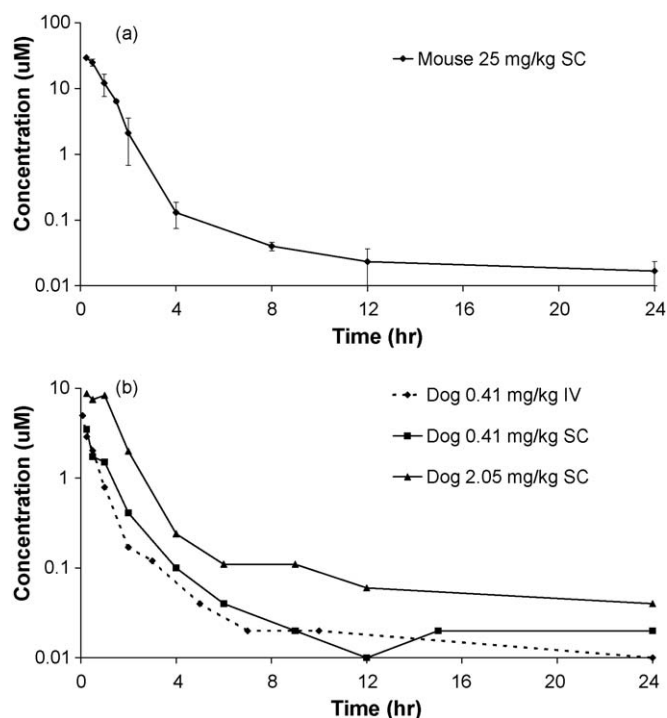 (a)
Mouse 25 mg/kg SC
Concentration (uM)
100
10
1
0.1
0.01
0 4 8 12 16 20 24
Time (hr)
(b)
Dog 0.41 mg/kg IV
Dog 0.41 mg/kg SC
Dog 2.05 mg/kg SC
Concentration (uM)
10
1
0.1
0.01
0 4 8 12 16 20 24
Time (hr)